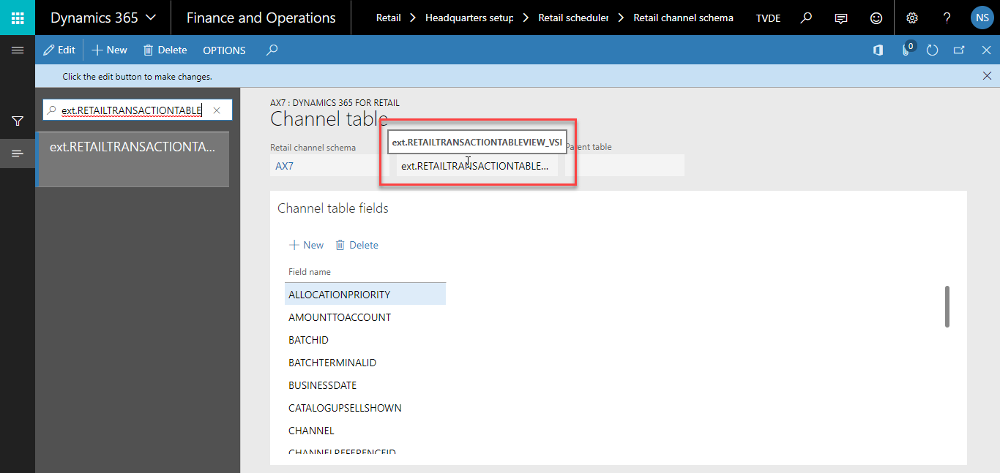 Dynamics 365
Finance and Operations
Retail > Headquarters setup > Retail scheduler > Retail channel schema
TVDE
?
NS
Edit
New
Delete
OPTIONS
0
Click the edit button to make changes.
ext.RETAILTRANSACTIONTABLE
ext.RETAILTRANSACTIONTA...
AX7 : DYNAMICS 365 FOR RETAIL
Channel table
Retail channel schema
AX7
ext.RETAILTRANSACTIONTABLEVIEW_VSI
ext.RETAILTRANSACTIONTABLE...
Parent table
Channel table fields
New
Delete
Field name
ALLOCATIONPRIORITY
AMOUNTTOACCOUNT
BATCHID
BATCHTERMINALID
BUSINESSDATE
CATALOGUPSELLSHOWN
CHANNEL
CHANNELREFERENCEID